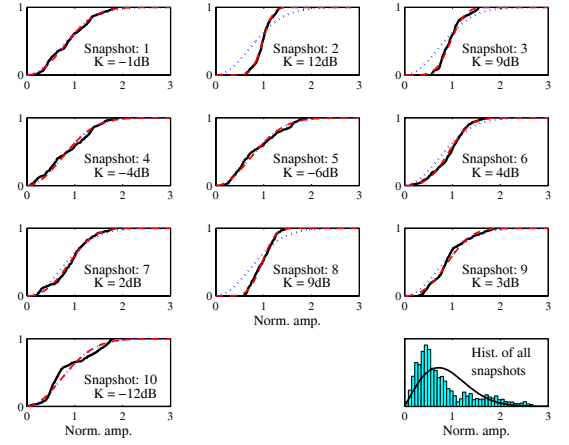 1
Snapshot: 1
K = −1dB
0
0 1 2 3
1
Snapshot: 2
K = 12dB
0
0 1 2 3
1
Snapshot: 3
K = 9dB
0
0 1 2 3
1
Snapshot: 4
K = −4dB
0
0 1 2 3
1
Snapshot: 5
K = −6dB
0
0 1 2 3
1
Snapshot: 6
K = 4dB
0
0 1 2 3
1
Snapshot: 7
K = 2dB
0
0 1 2 3
1
Snapshot: 8
K = 9dB
0
0 1 2 3
Norm. amp.
1
Snapshot: 9
K = 3dB
0
0 1 2 3
Norm. amp.
1
Snapshot: 10
K = −12dB
0
0 1 2 3
Norm. amp.
Hist. of all
snapshots
0 1 2 3
Norm. amp.